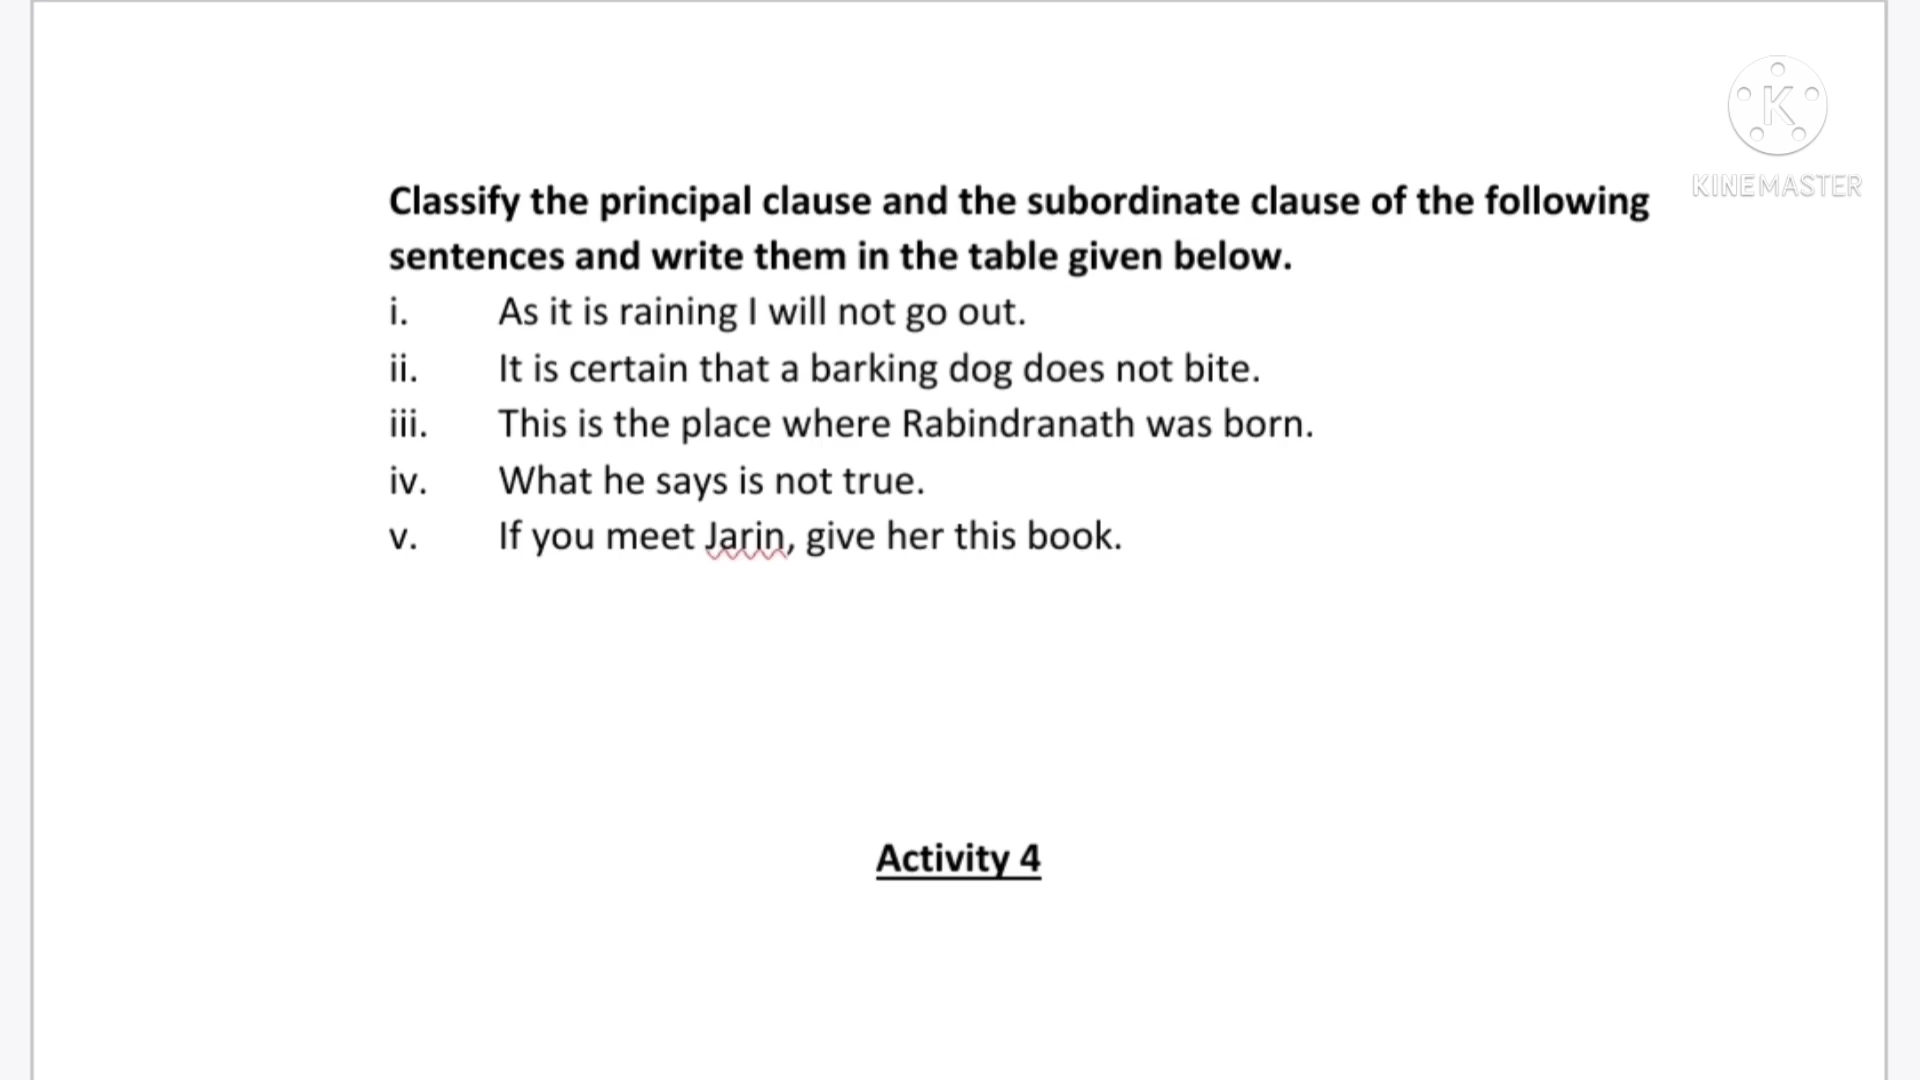 KINEMASTER
Classify the principal clause and the subordinate clause of the following
sentences and write them in the table given below.
i. As it is raining I will not go out.
ii. It is certain that a barking dog does not bite.
iii. This is the place where Rabindranath was born.
iv. What he says is not true.
v. If you meet Jarin, give her this book.
Activity 4